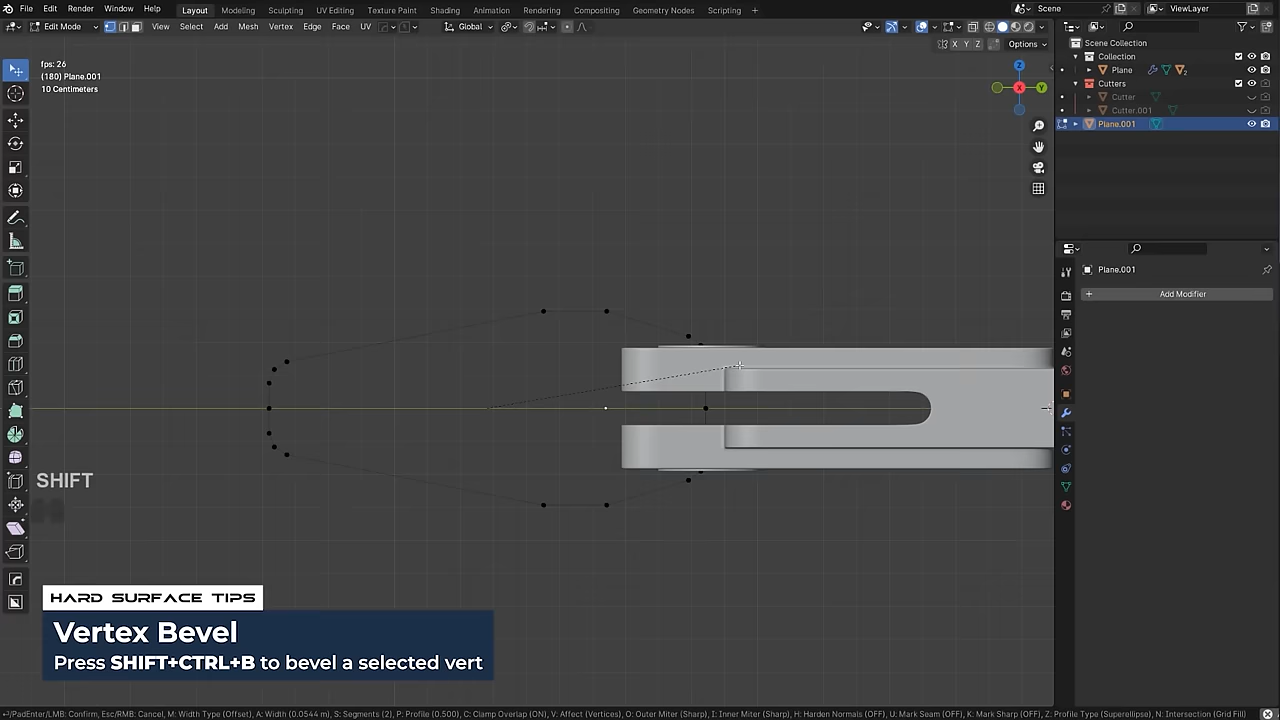 File Edit Render Window Help Layout Modeling Sculpting UV Editing Texture Paint Shading Animation Rendering Compositing Geometry Nodes Scripting + Scene ViewLayer
Edit Mode View Select Add Mesh Vertex Edge Face UV Global
X Y Z Options
fps: 26
(180) Plane.001
10 Centimeters
Z
X
Y
Scene Collection
Collection
Plane 2
Cutters
Cutter
Cutter.001
Plane.001
Plane.001
+ Add Modifier
SHIFT
HARD SURFACE TIPS
Vertex Bevel
Press SHIFT+CTRL+B to bevel a selected vert
⏎/PadEnter/LMB: Confirm, Esc/RMB: Cancel, M: Width Type (Offset), A: Width (0.0544 m), S: Segments (2), P: Profile (0.500), C: Clamp Overlap (ON), V: Affect (Vertices), O: Outer Miter (Sharp), I: Inner Miter (Sharp), H: Harden Normals (OFF), U: Mark Seam (OFF), K: Mark Sharp (OFF), Z: Profile Type (Superellipse), N: Intersection (Grid Fill)